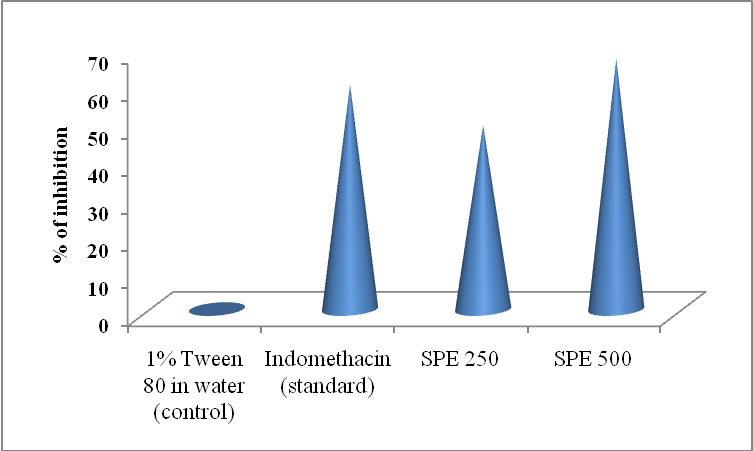 % of inhibition
70
60
50
40
30
20
10
0
1% Tween
80 in water
(control)
Indomethacin
(standard)
SPE 250
SPE 500